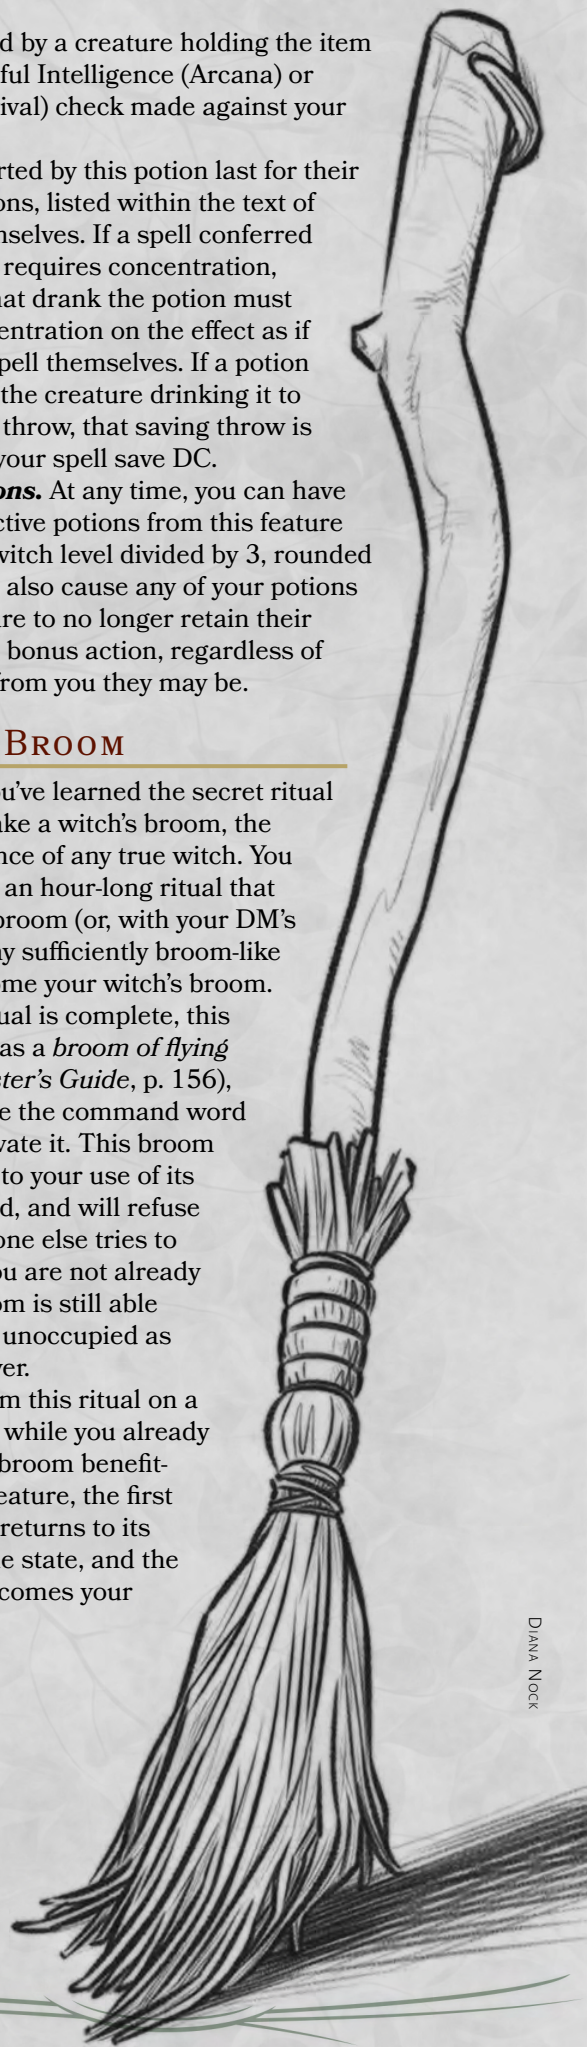 d by a creature holding the item
ful Intelligence (Arcana) or
ival) check made against your
rted by this potion last for their
ons, listed within the text of
nselves. If a spell conferred
requires concentration,
hat drank the potion must
entration on the effect as if
pell themselves. If a potion
the creature drinking it to
throw, that saving throw is
your spell save DC.
ons. At any time, you can have
ctive potions from this feature
witch level divided by 3, rounded
also cause any of your potions
re to no longer retain their
bonus action, regardless of
from you they may be.
BROOM
u've learned the secret ritual
ake a witch's broom, the
nce of any true witch. You
an hour-long ritual that
broom (or, with your DM's
y sufficiently broom-like
ome your witch's broom.
ual is complete, this
as a broom of flying
ster's Guide, p. 156),
e the command word
vate it. This broom
to your use of its
d, and will refuse
one else tries to
ou are not already
om is still able
unoccupied as
er.
m this ritual on a
while you already
broom benefit-
eature, the first
returns to its
e state, and the
comes your
DIANA NOCK